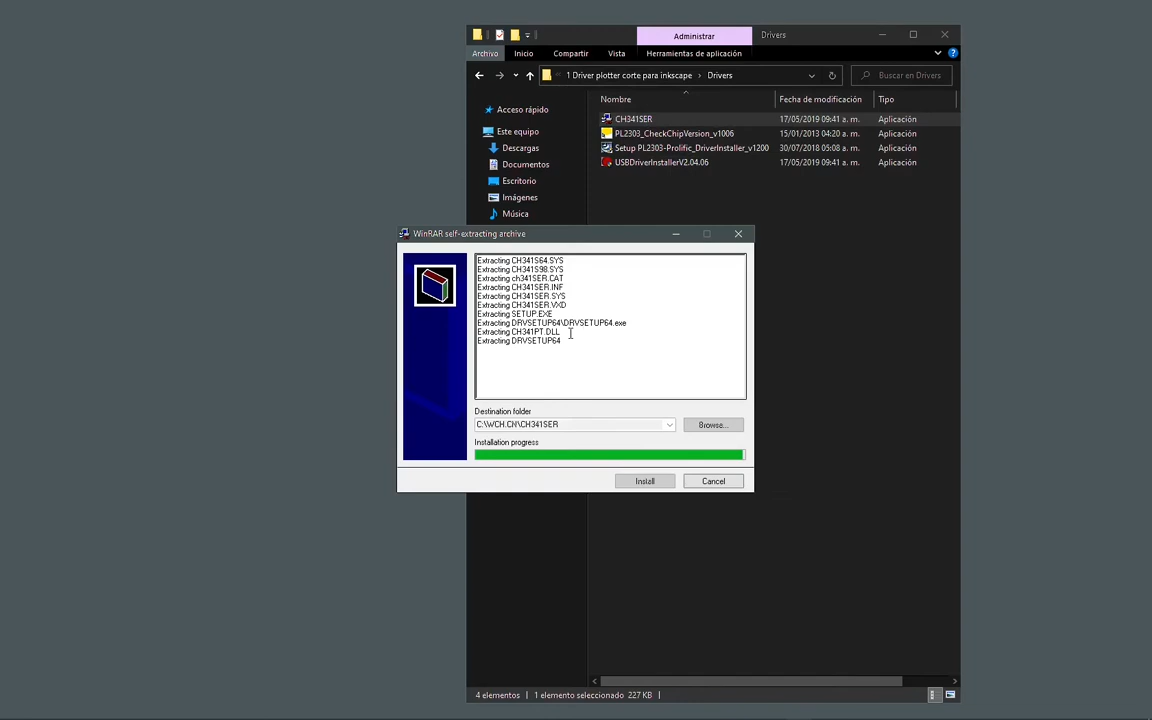 Administrar
Drivers
Archivo
Inicio
Compartir
Vista
Herramientas de aplicación
1 Driver plotter corte para inkscape
Drivers
Buscar en Drivers
Nombre
Fecha de modificación
Tipo
Acceso rápido
Este equipo
Descargas
Documentos
Escritorio
Imágenes
Música
CH341SER
17/05/2019 09:41 a. m.
Aplicación
PL2303_CheckChipVersion_v1006
15/01/2013 04:20 a. m.
Aplicación
Setup PL2303-Prolific_DriverInstaller_v1200
30/07/2018 05:08 a. m.
Aplicación
USBDriverInstallerV2.04.06
17/05/2019 09:41 a. m.
Aplicación
WinRAR self-extracting archive
Extracting CH341S64.SYS
Extracting CH341S98.SYS
Extracting ch341SER.CAT
Extracting CH341SER.INF
Extracting CH341SER.SYS
Extracting CH341SER.VXD
Extracting SETUP.EXE
Extracting DRVSETUP64\DRVSETUP64.exe
Extracting CH341PT.DLL
Extracting DRVSETUP64
Destination folder
C:\WCH.CN\CH341SER
Browse...
Installation progress
Install
Cancel
4 elementos
1 elemento seleccionado 227 KB